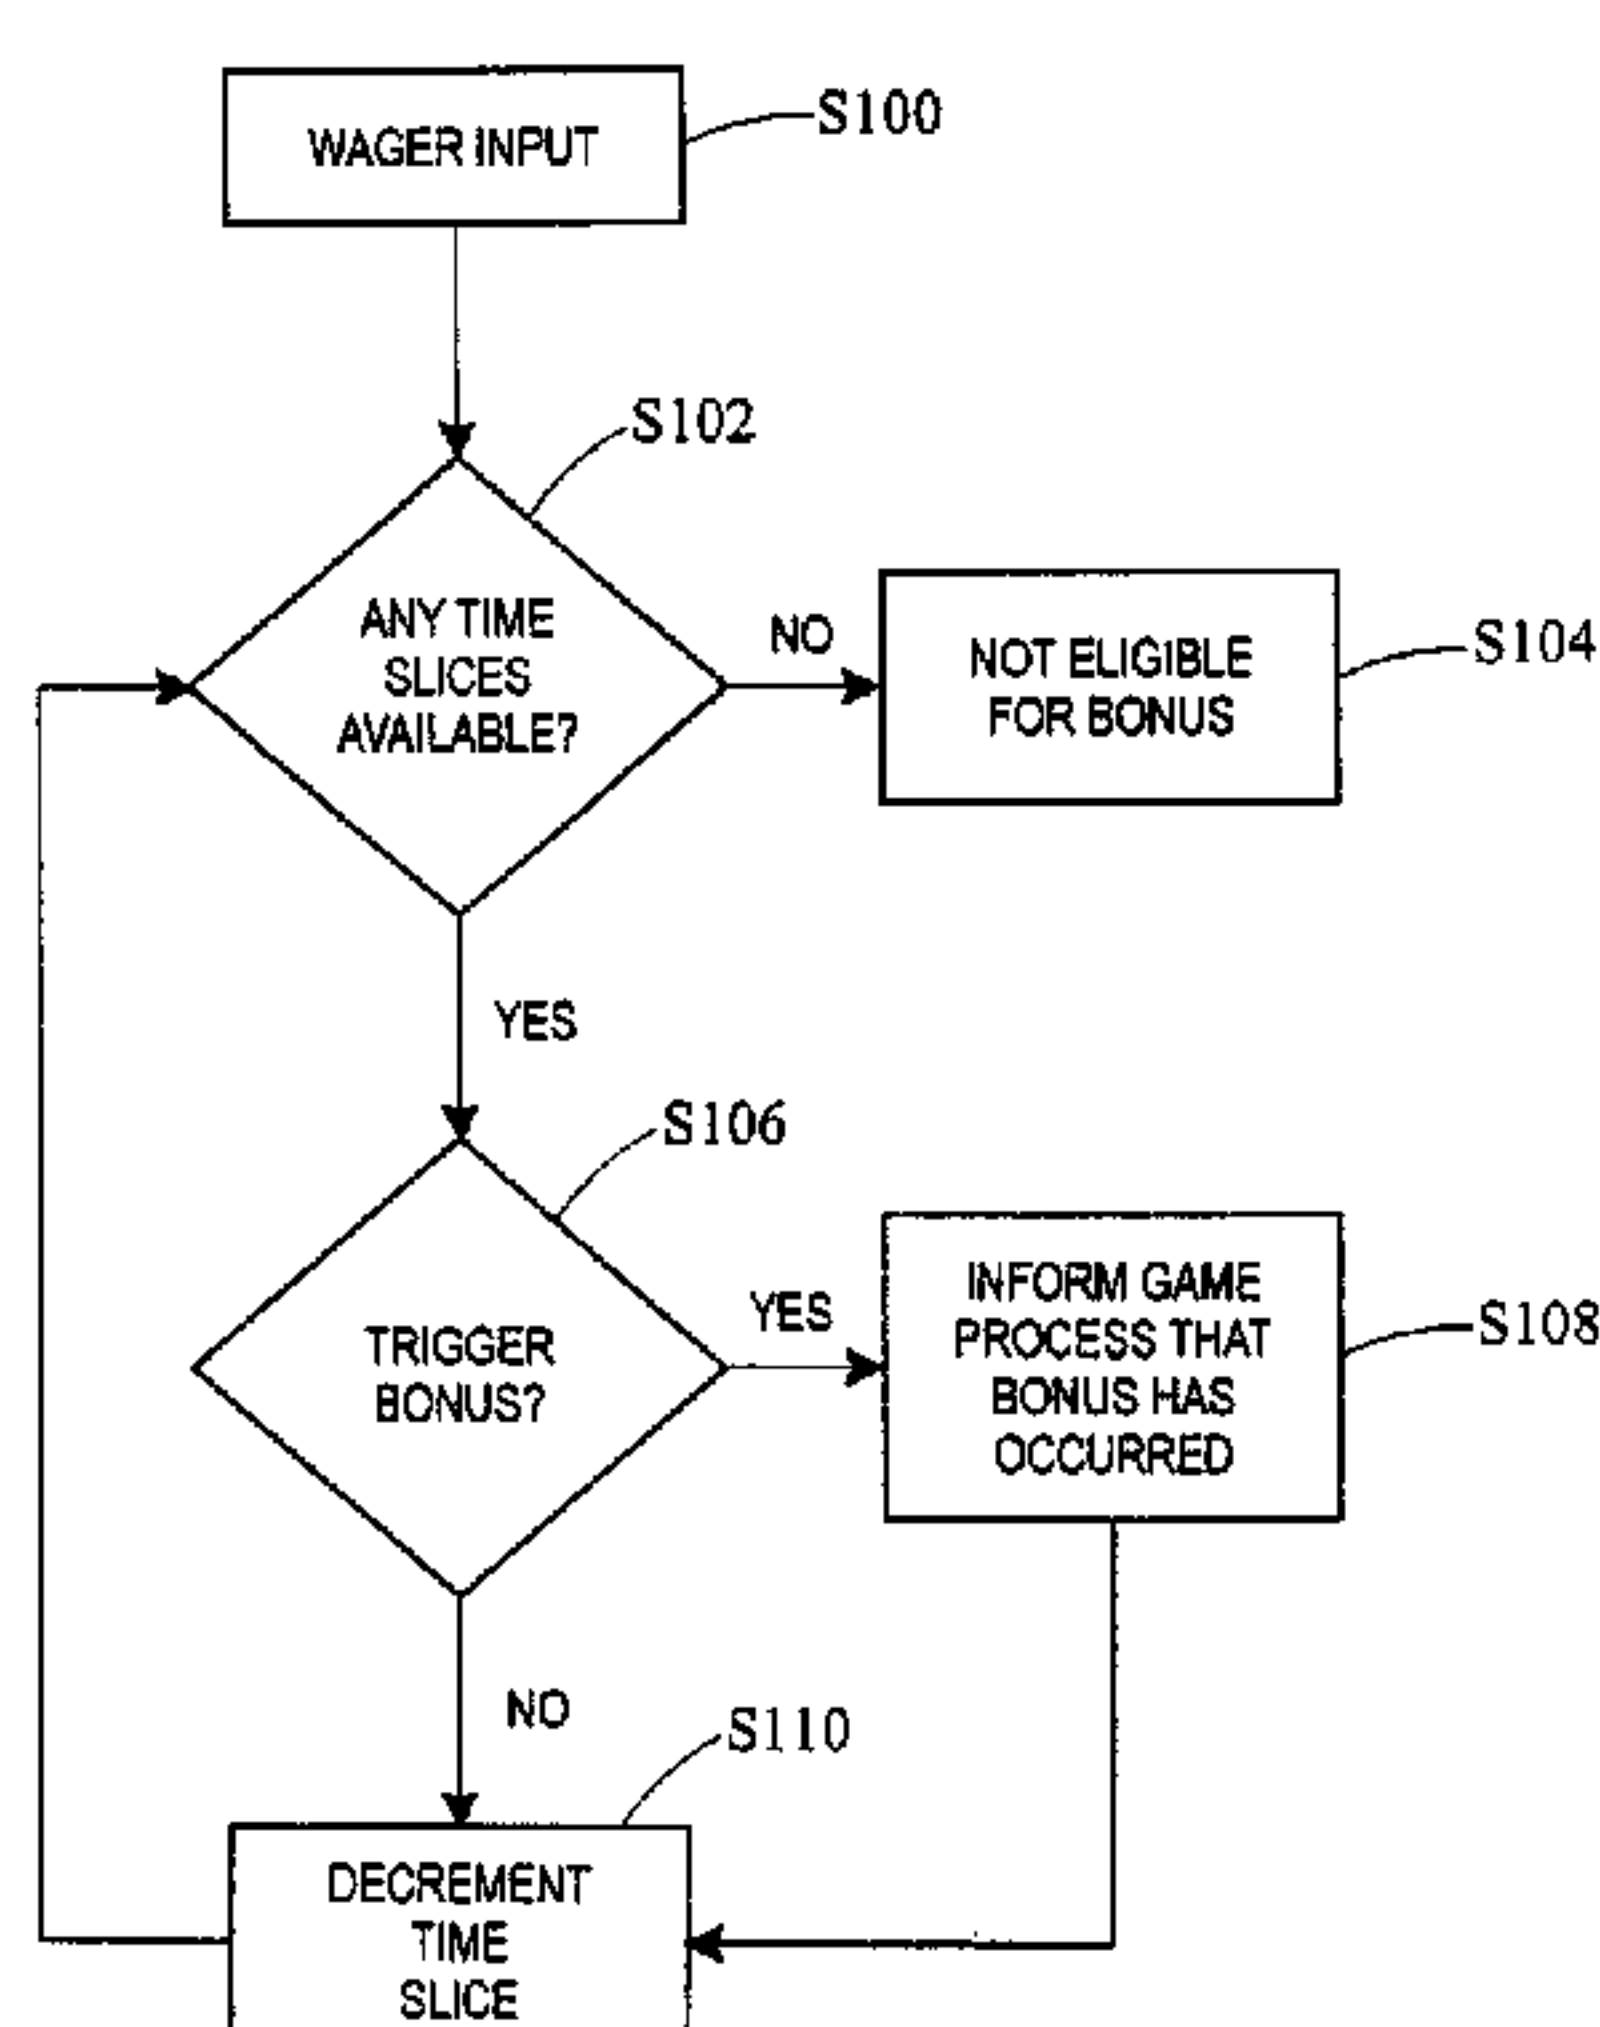 WAGER INPUT
S100
S102
ANY TIME
SLICES
AVAILABLE?
NO
NOT ELIGIBLE
FOR BONUS
S104
YES
S106
TRIGGER
BONUS?
YES
INFORM GAME
PROCESS THAT
BONUS HAS
OCCURRED
S108
NO
S110
DECREMENT
TIME
SLICE